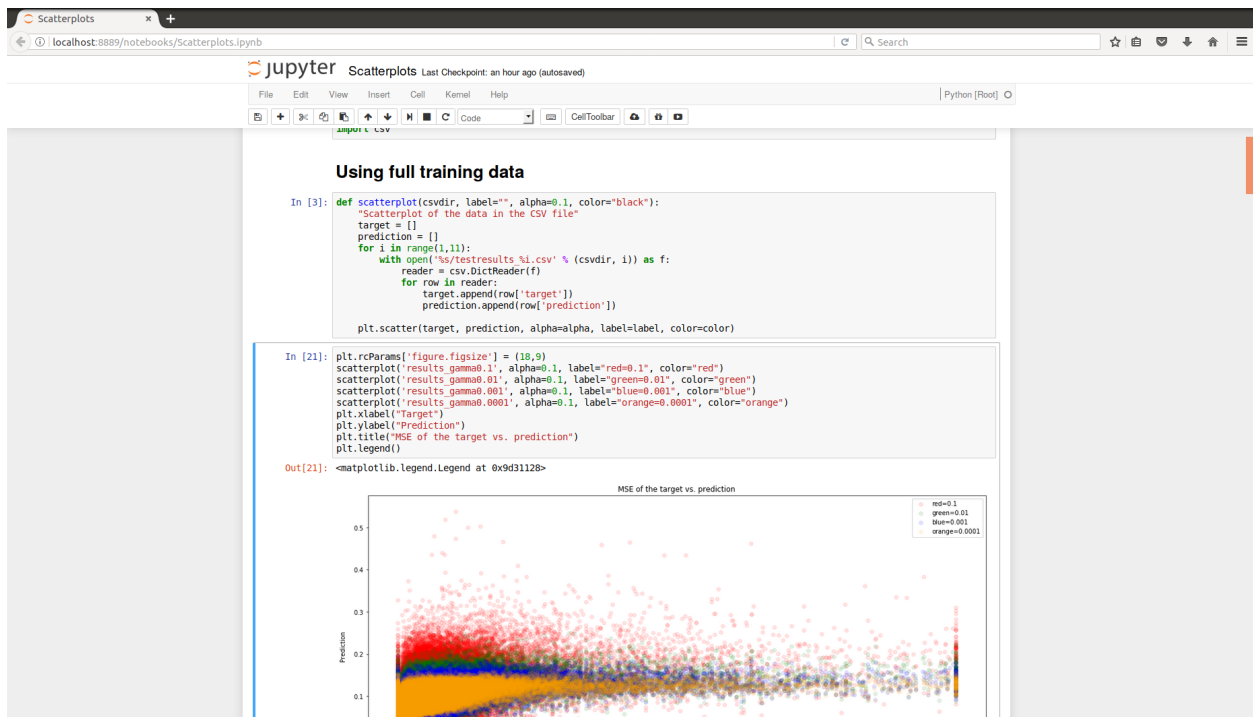 Scatterplots × +
localhost:8889/notebooks/Scatterplots.ipynb
Search
jupyter Scatterplots Last Checkpoint: an hour ago (autosaved)
File Edit View Insert Cell Kernel Help Python [Root]
Code CellToolbar
import csv
Using full training data
In [3]: def scatterplot(csvdir, label="", alpha=0.1, color="black"):
"Scatterplot of the data in the CSV file"
target = []
prediction = []
for i in range(1,11):
with open('%s/testresults_%i.csv' % (csvdir, i)) as f:
reader = csv.DictReader(f)
for row in reader:
target.append(row['target'])
prediction.append(row['prediction'])
plt.scatter(target, prediction, alpha=alpha, label=label, color=color)
In [21]: plt.rcParams['figure.figsize'] = (18,9)
scatterplot('results_gamma0.1', alpha=0.1, label="red=0.1", color="red")
scatterplot('results_gamma0.01', alpha=0.1, label="green=0.01", color="green")
scatterplot('results_gamma0.001', alpha=0.1, label="blue=0.001", color="blue")
scatterplot('results_gamma0.0001', alpha=0.1, label="orange=0.0001", color="orange")
plt.xlabel("Target")
plt.ylabel("Prediction")
plt.title("MSE of the target vs. prediction")
plt.legend()
Out[21]: <matplotlib.legend.Legend at 0x9d31128>
MSE of the target vs. prediction
red=0.1
green=0.01
blue=0.001
orange=0.0001
0.5
0.4
0.3
0.2
0.1
Prediction